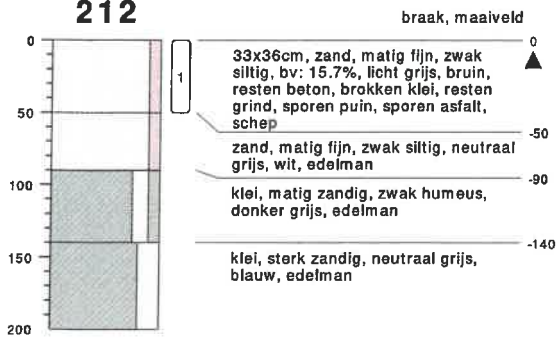 212
braak, maaiveld
0
0
1
33x36cm, zand, matig fijn, zwak
siltig, bv: 15.7%, licht grijs, bruin,
resten beton, brokken klei, resten
grind, sporen puin, sporen asfalt,
schep
50
-50
zand, matig fijn, zwak siltig, neutraal
grijs, wit, edelman
-90
100
klei, matig zandig, zwak humeus,
donker grijs, edelman
-140
150
klei, sterk zandig, neutraal grijs,
blauw, edelman
200